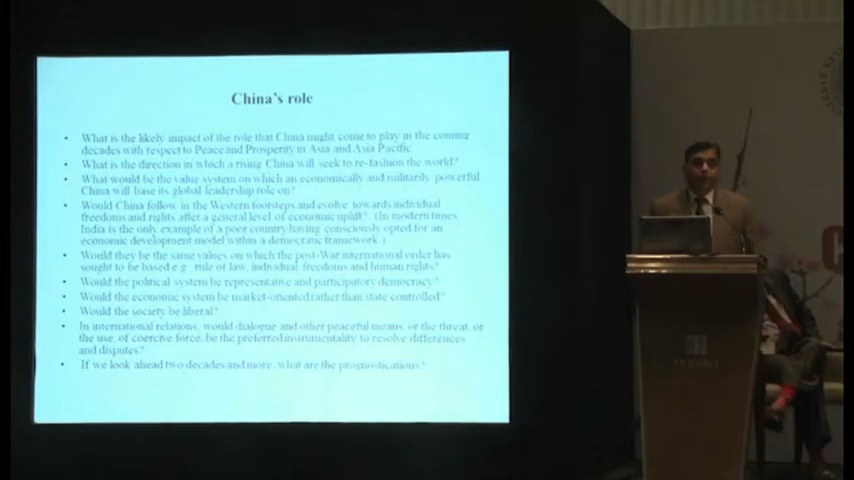 China's role
• What is the likely impact of the role that China might come to play in the coming
decades with respect to Peace and Prosperity in Asia and Asia Pacific
• What is the direction in which a rising China will seek to re-fashion the world?
• What would be the value system on which an economically and militarily powerful
China will base its global leadership role on?
• Would China follow in the Western footsteps and evolve towards individual
freedoms and rights after a general level of economic uplift? (In modern times,
India is the only example of a poor country having consciously opted for an
economic development model within a democratic framework.)
• Would they be the same values on which the post-War international order has
sought to be based e.g. rule of law, individual freedoms and human rights?
• Would the political system be representative and participatory democracy?
• Would the economic system be market-oriented rather than state controlled?
• Would the society be liberal?
• In international relations, would dialogue and other peaceful means, or the threat, or
the use, of coercive force, be the preferred instrumentality to resolve differences
and disputes?
• If we look ahead two decades and more, what are the prognostications?